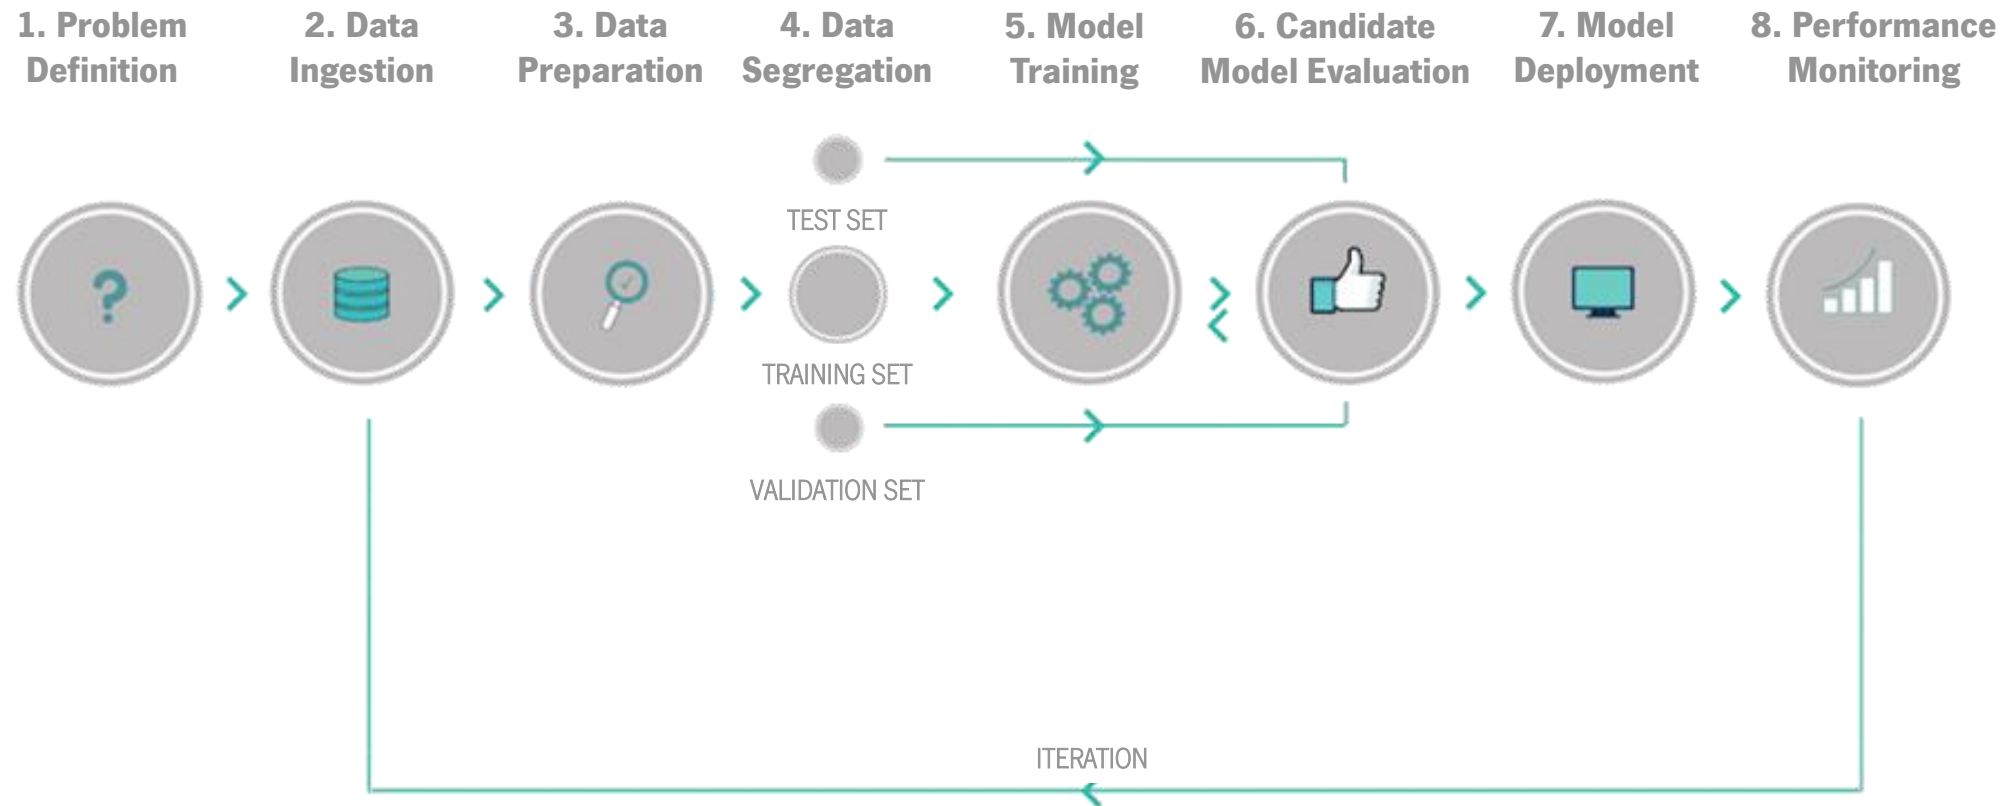 1. Problem
Definition
2. Data
Ingestion
3. Data
Preparation
4. Data
Segregation
5. Model
Training
6. Candidate
Model Evaluation
7. Model
Deployment
8. Performance
Monitoring
TEST SET
TRAINING SET
VALIDATION SET
ITERATION